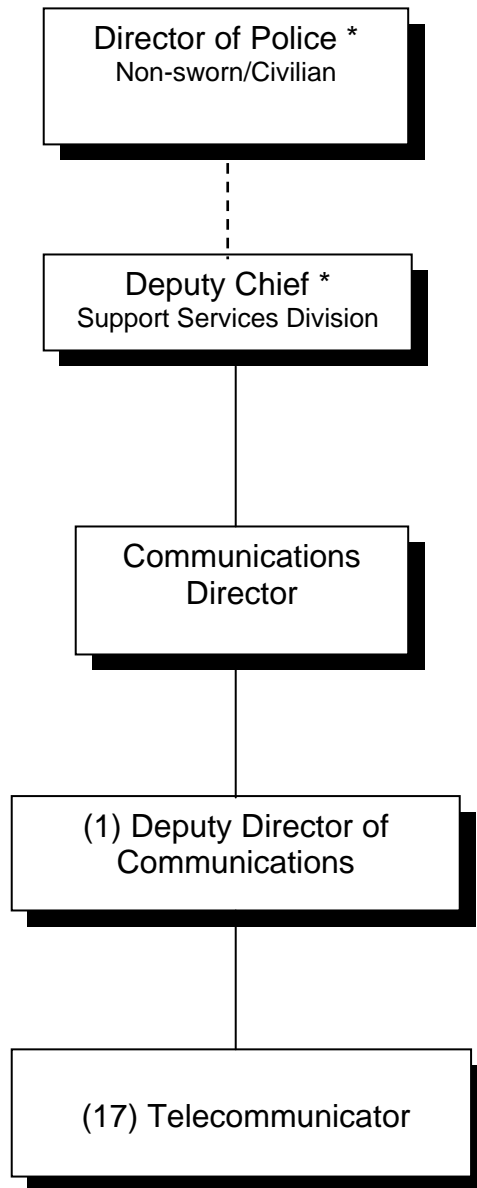 Director of Police *
Non-sworn/Civilian
Deputy Chief *
Support Services Division
Communications
Director
(1) Deputy Director of
Communications
(17) Telecommunicator